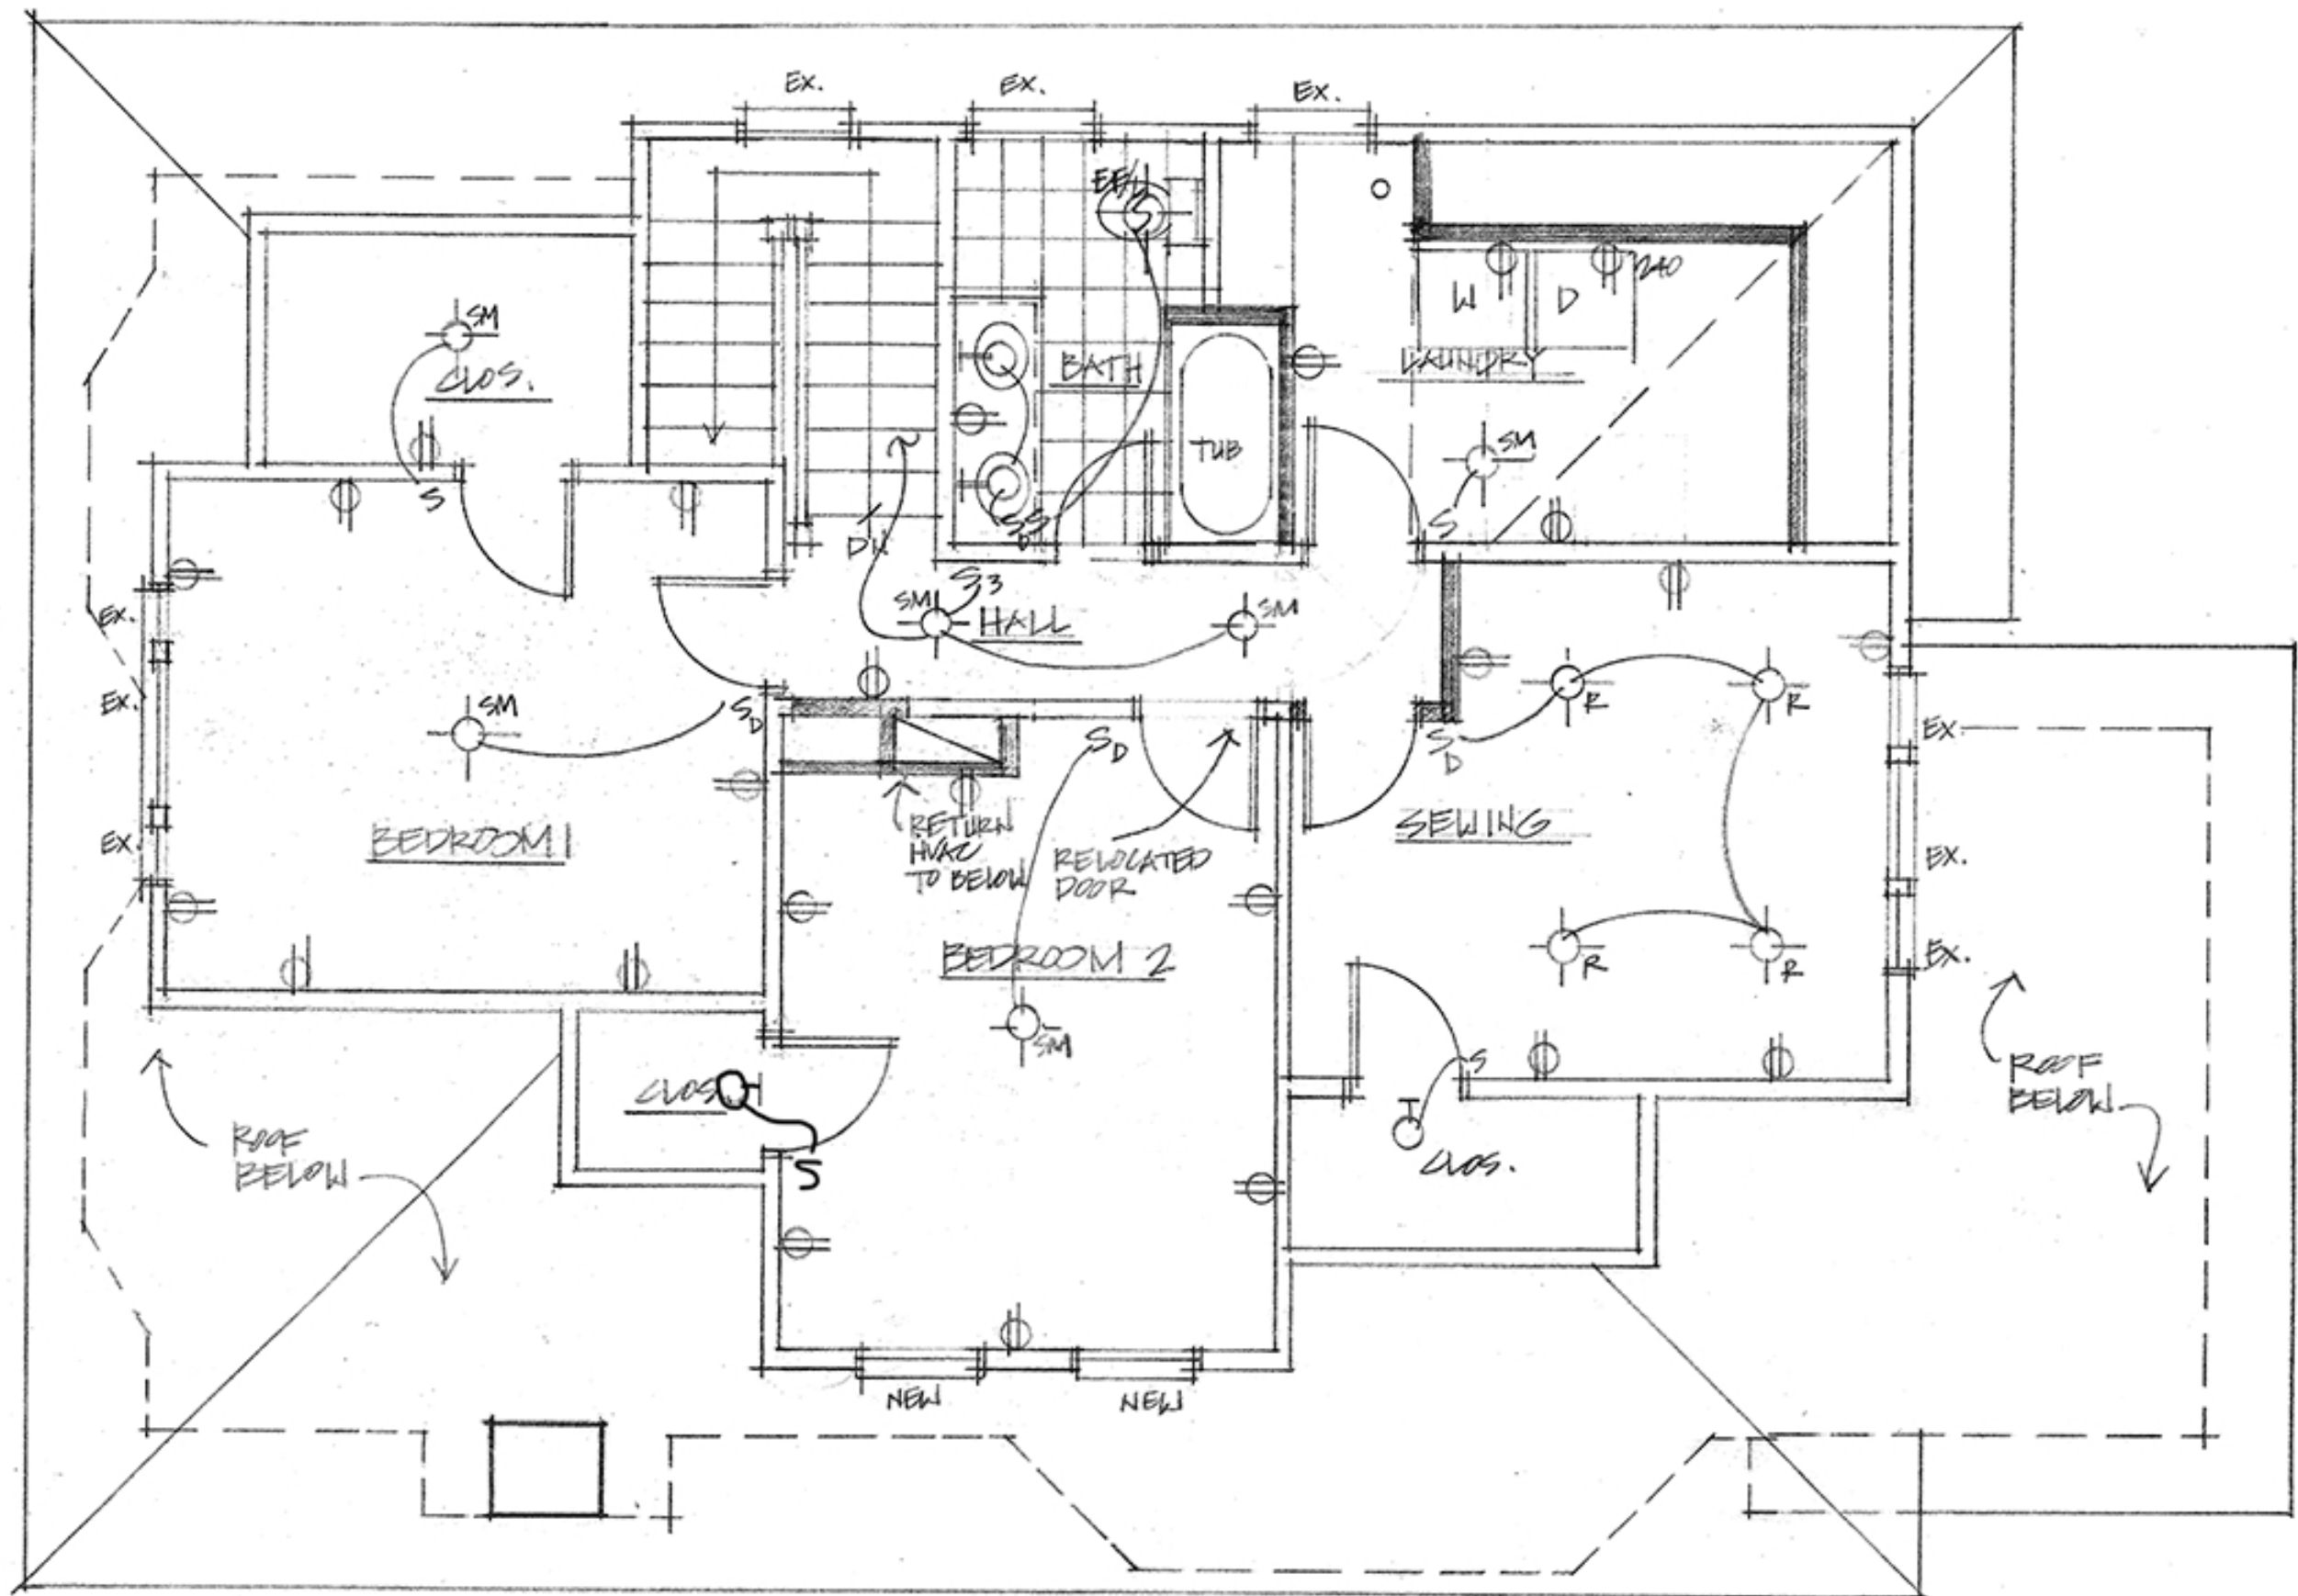 EX.
EX.
EX.
240
W
D
SM
CLOS.
BATH
LAUNDRY
TUB
SM
S
S
S
S
D
DN
S3
SM
HALL
SM
EX.
EX.
EX.
SM
SD
SD
SD
R
R
EX.
EX.
EX.
BEDROOM 1
RETURN
HVAC
TO BELOW
RELOCATED
DOOR
SEWING
BEDROOM 2
R
R
SM
CLOS
S
S
CLOS.
ROOF
BELOW
ROOF
BELOW
NEW
NEW